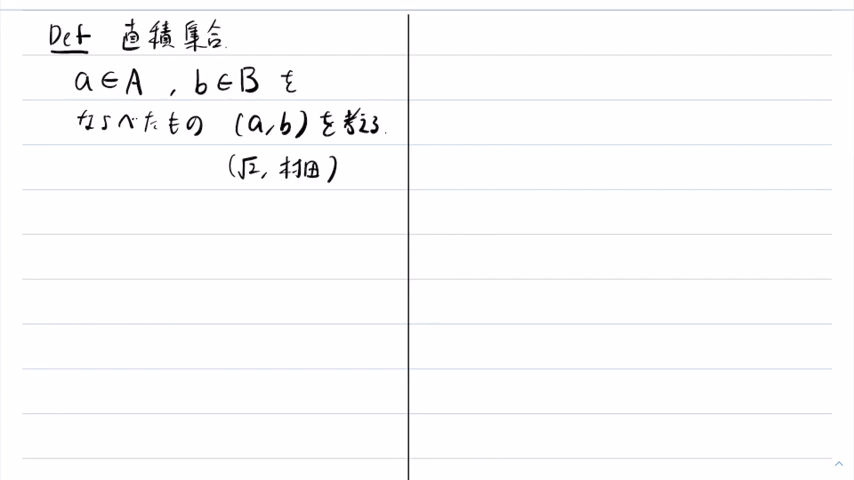 Def 直積集合.
a ∈ A , b ∈ B を
ならべたもの (a, b) を考える.
(√2, 村田)